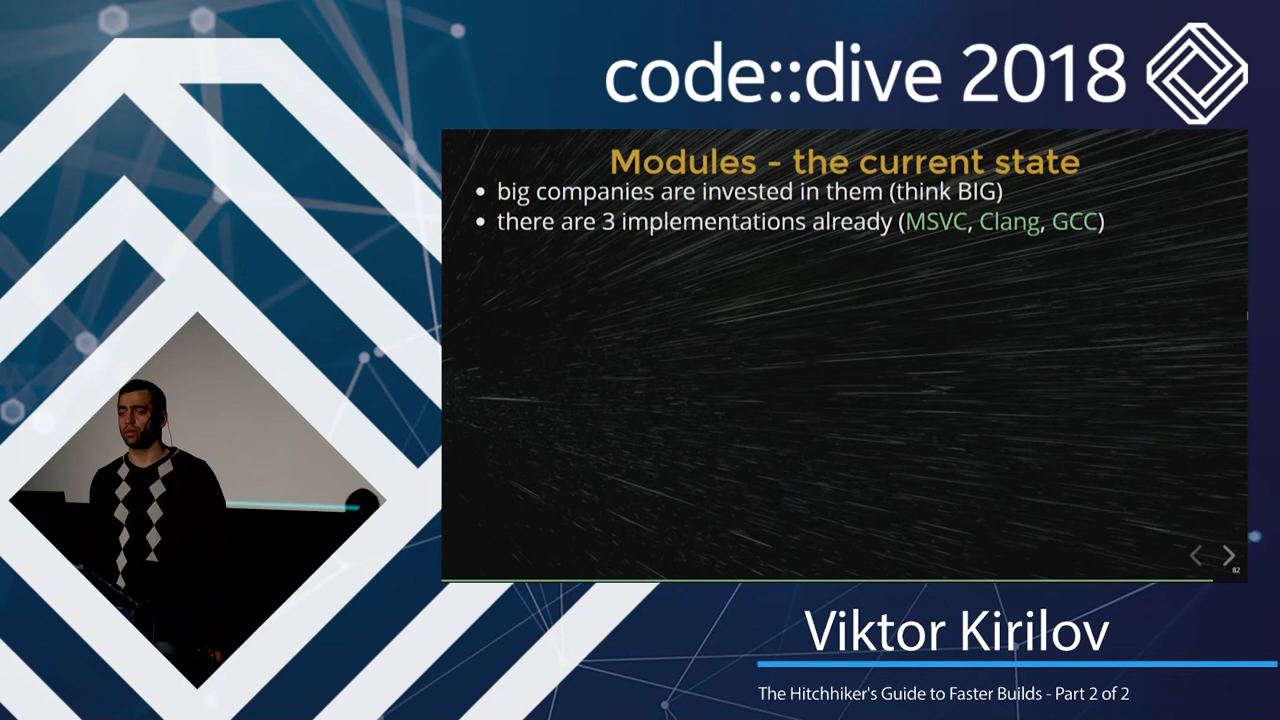 code::dive 2018
Modules - the current state
• big companies are invested in them (think BIG)
• there are 3 implementations already (MSVC, Clang, GCC)
82
Viktor Kirilov
The Hitchhiker's Guide to Faster Builds - Part 2 of 2